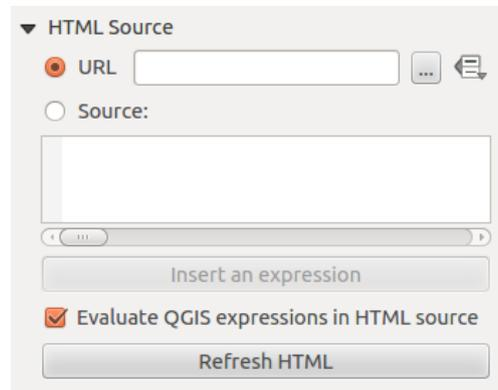 HTML Source
URL ...
Source:
Insert an expression
Evaluate QGIS expressions in HTML source
Refresh HTML